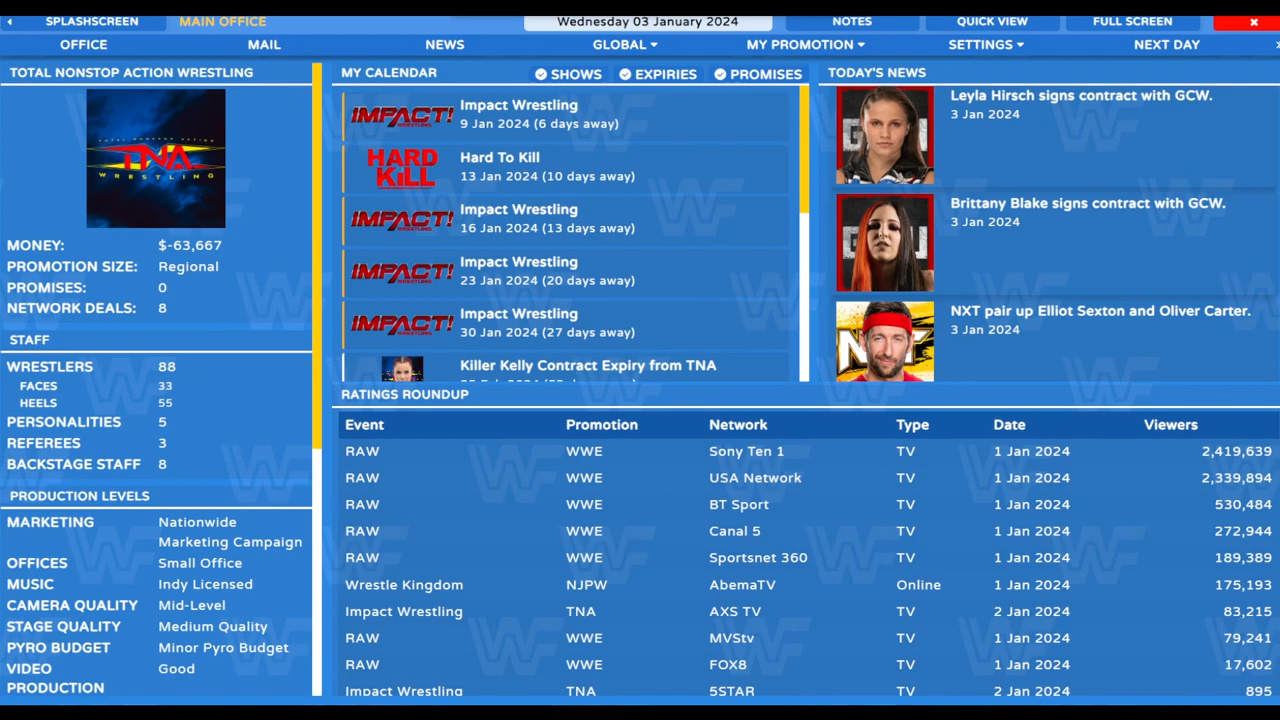 SPLASHSCREEN
MAIN OFFICE
Wednesday 03 January 2024
NOTES
QUICK VIEW
FULL SCREEN
OFFICE
MAIL
NEWS
GLOBAL
MY PROMOTION
SETTINGS
NEXT DAY
TOTAL NONSTOP ACTION WRESTLING
TOTAL NONSTOP ACTION
TNA
WRESTLING
MONEY: $-63,667
PROMOTION SIZE: Regional
PROMISES: 0
NETWORK DEALS: 8
STAFF
WRESTLERS 88
FACES 33
HEELS 55
PERSONALITIES 5
REFEREES 3
BACKSTAGE STAFF 8
PRODUCTION LEVELS
MARKETING Nationwide
Marketing Campaign
OFFICES Small Office
MUSIC Indy Licensed
CAMERA QUALITY Mid-Level
STAGE QUALITY Medium Quality
PYRO BUDGET Minor Pyro Budget
VIDEO Good
PRODUCTION
MY CALENDAR
SHOWS
EXPIRIES
PROMISES
IMPACT!
WRESTLING
Impact Wrestling
9 Jan 2024 (6 days away)
HARD
KILL
Hard To Kill
13 Jan 2024 (10 days away)
IMPACT!
WRESTLING
Impact Wrestling
16 Jan 2024 (13 days away)
IMPACT!
WRESTLING
Impact Wrestling
23 Jan 2024 (20 days away)
IMPACT!
WRESTLING
Impact Wrestling
30 Jan 2024 (27 days away)
Killer Kelly Contract Expiry from TNA
TODAY'S NEWS
Leyla Hirsch signs contract with GCW.
3 Jan 2024
Brittany Blake signs contract with GCW.
3 Jan 2024
NXT pair up Elliot Sexton and Oliver Carter.
3 Jan 2024
RATINGS ROUNDUP
Event Promotion Network Type Date Viewers
RAW WWE Sony Ten 1 TV 1 Jan 2024 2,419,639
RAW WWE USA Network TV 1 Jan 2024 2,339,894
RAW WWE BT Sport TV 1 Jan 2024 530,484
RAW WWE Canal 5 TV 1 Jan 2024 272,944
RAW WWE Sportsnet 360 TV 1 Jan 2024 189,389
Wrestle Kingdom NJPW AbemaTV Online 1 Jan 2024 175,193
Impact Wrestling TNA AXS TV TV 2 Jan 2024 83,215
RAW WWE MVStv TV 1 Jan 2024 79,241
RAW WWE FOX8 TV 1 Jan 2024 17,602
Impact Wrestling TNA 5STAR TV 2 Jan 2024 895